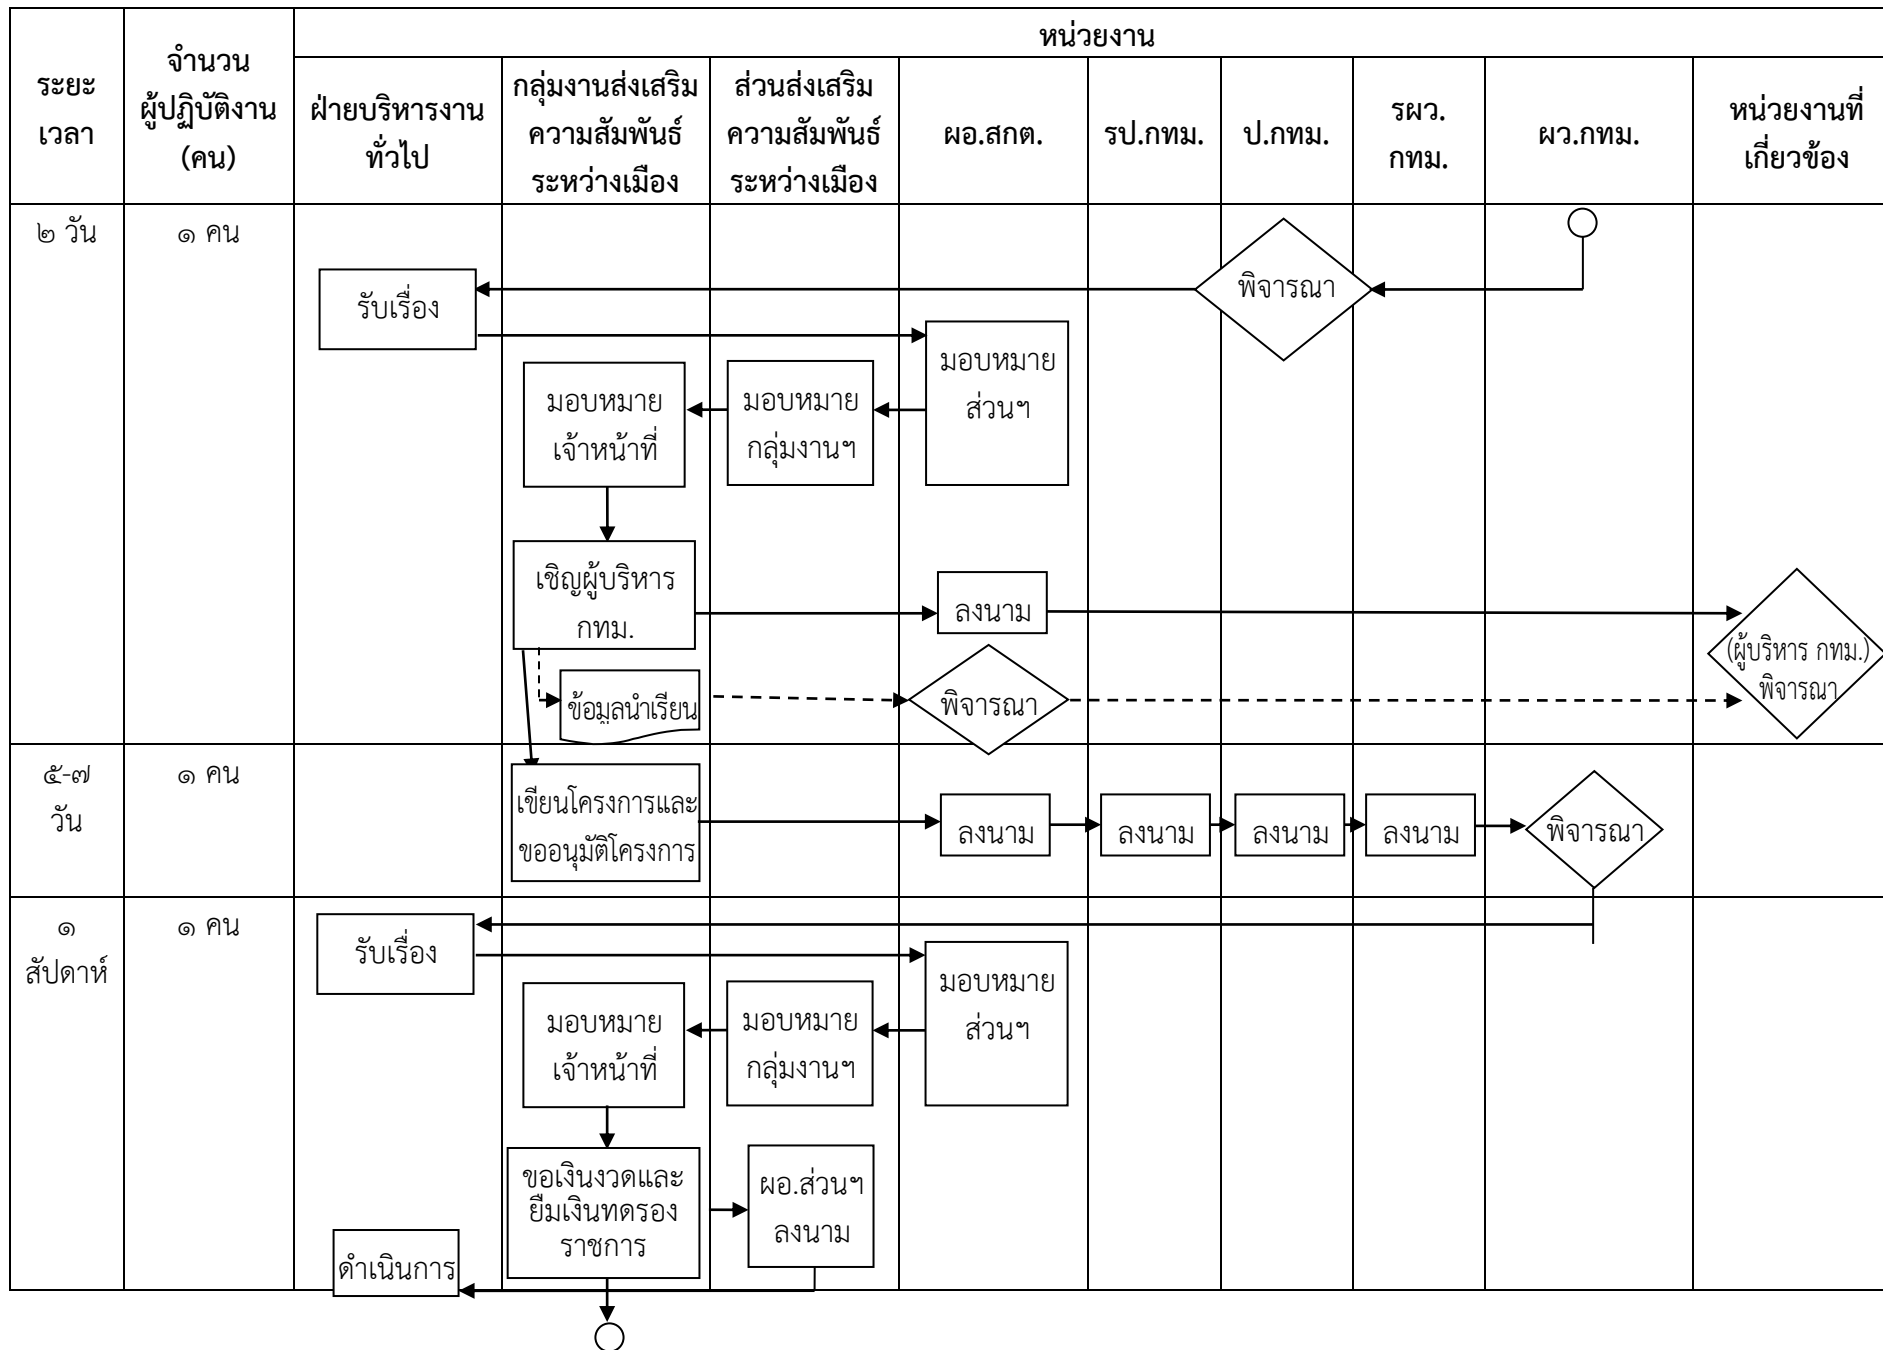 หน่วยงาน
ระยะ
เวลา
จำนวน
ผู้ปฏิบัติงาน
(คน)
ฝ่ายบริหารงาน
ทั่วไป
กลุ่มงานส่งเสริม
ความสัมพันธ์
ระหว่างเมือง
ส่วนส่งเสริม
ความสัมพันธ์
ระหว่างเมือง
ผอ.สกต.
รป.กทม.
ป.กทม.
รผว.
กทม.
ผว.กทม.
หน่วยงานที่
เกี่ยวข้อง
๒ วัน
๑ คน
พิจารณา
รับเรื่อง
มอบหมาย
ส่วนฯ
มอบหมาย
กลุ่มงานฯ
มอบหมาย
เจ้าหน้าที่
เชิญผู้บริหาร
กทม.
ลงนาม
(ผู้บริหาร กทม.)
พิจารณา
ข้อมูลนำเรียน
พิจารณา
๕-๗
วัน
๑ คน
เขียนโครงการและ
ขออนุมัติโครงการ
ลงนาม
ลงนาม
ลงนาม
ลงนาม
พิจารณา
๑
สัปดาห์
๑ คน
รับเรื่อง
มอบหมาย
ส่วนฯ
มอบหมาย
กลุ่มงานฯ
มอบหมาย
เจ้าหน้าที่
ขอเงินงวดและ
ยืมเงินทดรอง
ราชการ
ผอ.ส่วนฯ
ลงนาม
ดำเนินการ